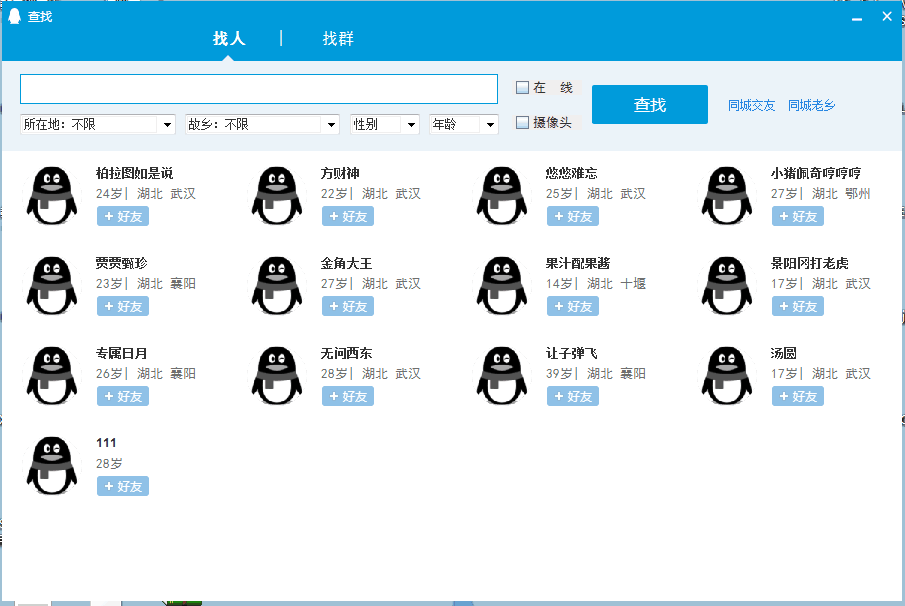 查找
找人 | 找群
在 线
查找 同城交友 同城老乡
所在地：不限 故乡：不限 性别 年龄 摄像头
柏拉图如是说 方财神 悠悠难忘 小猪佩奇哼哼哼
24岁| 湖北 武汉 22岁| 湖北 武汉 25岁| 湖北 武汉 27岁| 湖北 鄂州
+ 好友 + 好友 + 好友 + 好友
贾贾甄珍 金角大王 果汁配果酱 景阳冈打老虎
23岁| 湖北 襄阳 27岁| 湖北 武汉 14岁| 湖北 十堰 17岁| 湖北 武汉
+ 好友 + 好友 + 好友 + 好友
专属日月 无问西东 让子弹飞 汤圆
26岁| 湖北 襄阳 28岁| 湖北 武汉 39岁| 湖北 襄阳 17岁| 湖北 武汉
+ 好友 + 好友 + 好友 + 好友
111
28岁
+ 好友